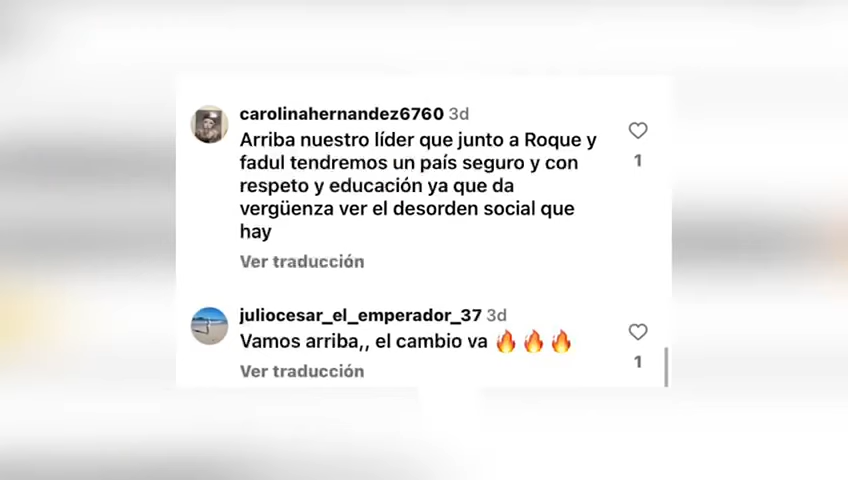 carolinahernandez6760 3d
Arriba nuestro líder que junto a Roque y
fadul tendremos un país seguro y con
respeto y educación ya que da
vergüenza ver el desorden social que
hay
1
Ver traducción
juliocesar_el_emperador_37 3d
Vamos arriba,, el cambio va 🔥🔥🔥
1
Ver traducción